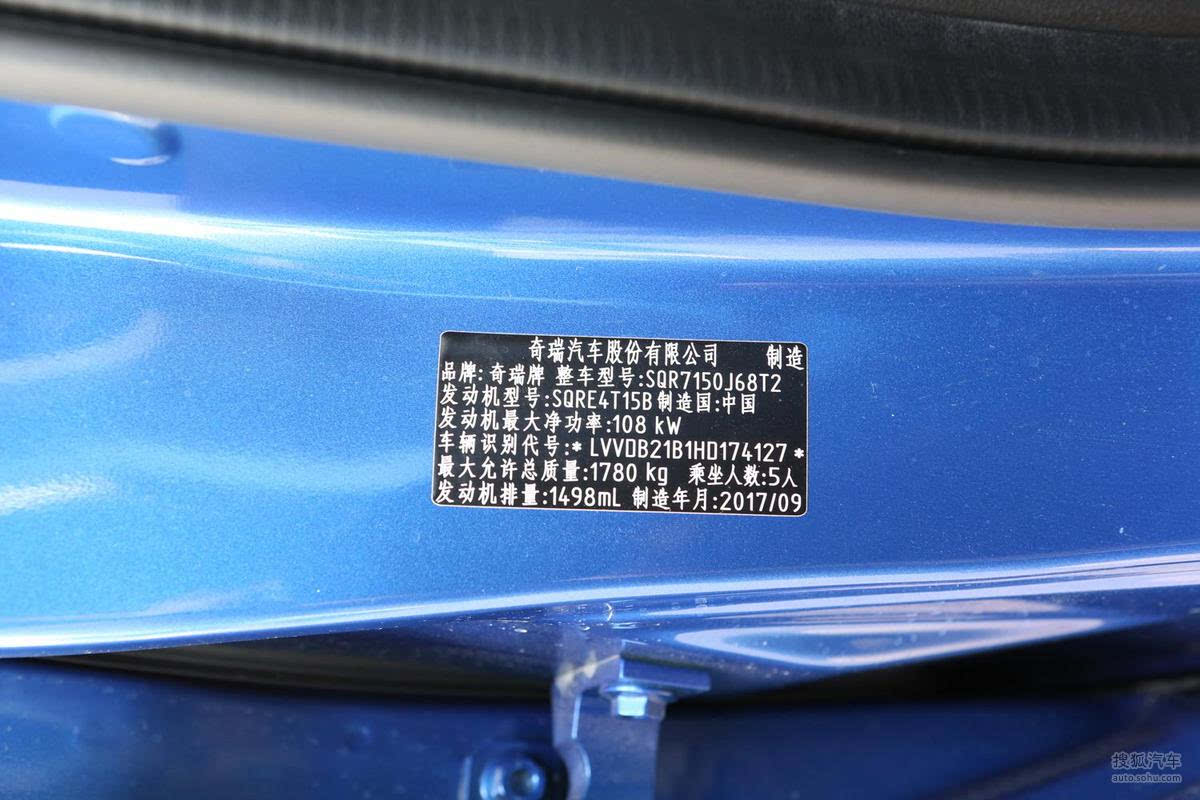 奇瑞汽车股份有限公司 制造
品牌:奇瑞牌 整车型号:SQR7150J68T2
发动机型号:SQRE4T15B 制造国:中国
发动机最大净功率:108 kW
车辆识别代号:* LVVDB21B1HD174127 *
最大允许总质量:1780 kg 乘坐人数:5人
发动机排量:1498mL 制造年月:2017/09
搜狐汽车
auto.sohu.com